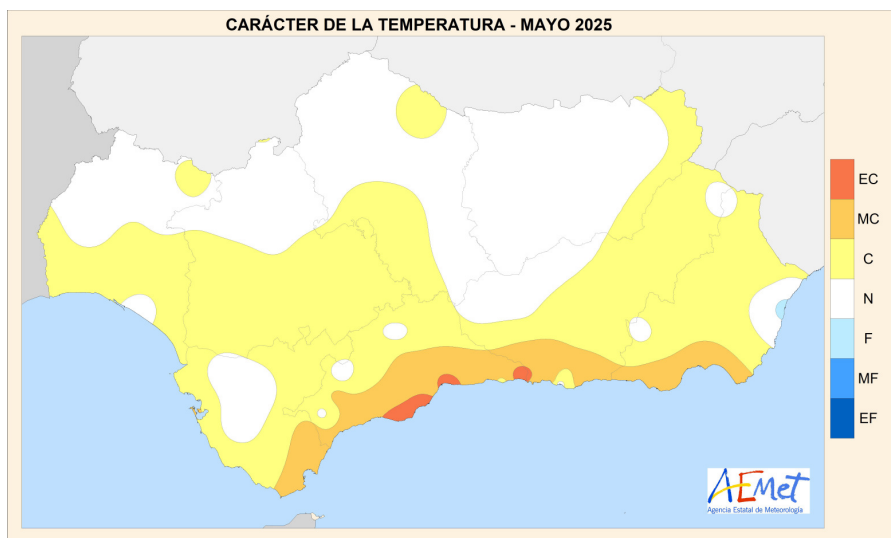 CARÁCTER DE LA TEMPERATURA - MAYO 2025
EC
MC
C
N
F
MF
EF
AEMet
Agencia Estatal de Meteorología